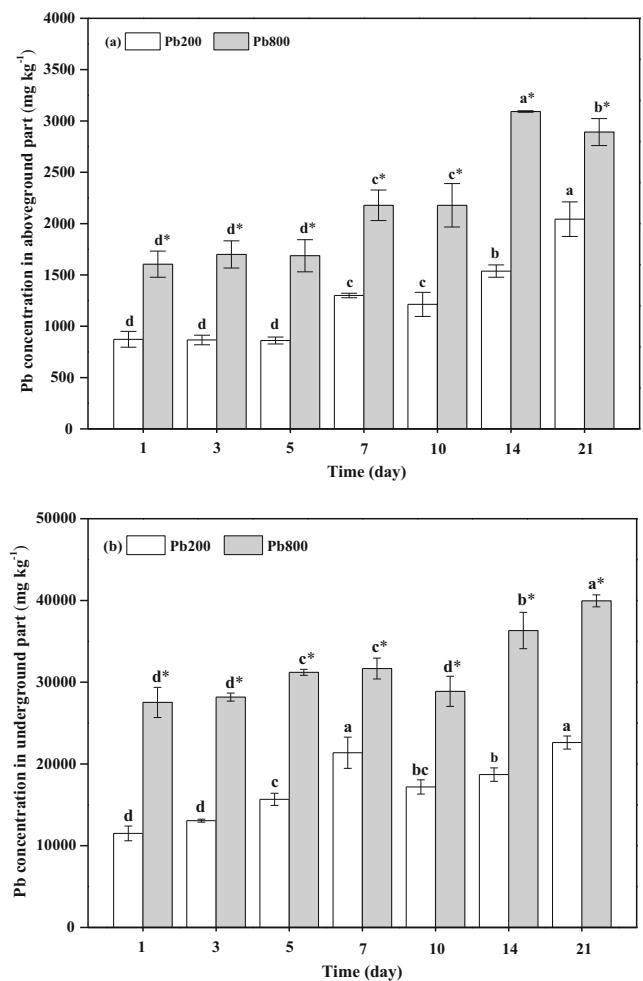 4000
3500
3000
2500
2000
1500
1000
500
0
Pb concentration in aboveground part (mg kg⁻¹)
(a) Pb200 Pb800
d d* d d* d d* c c* c c* b a* a b*
1 3 5 7 10 14 21
Time (day)
50000
40000
30000
20000
10000
0
Pb concentration in underground part (mg kg⁻¹)
(b) Pb200 Pb800
d d* d d* c c* a c* bc d* b b* a a*
1 3 5 7 10 14 21
Time (day)